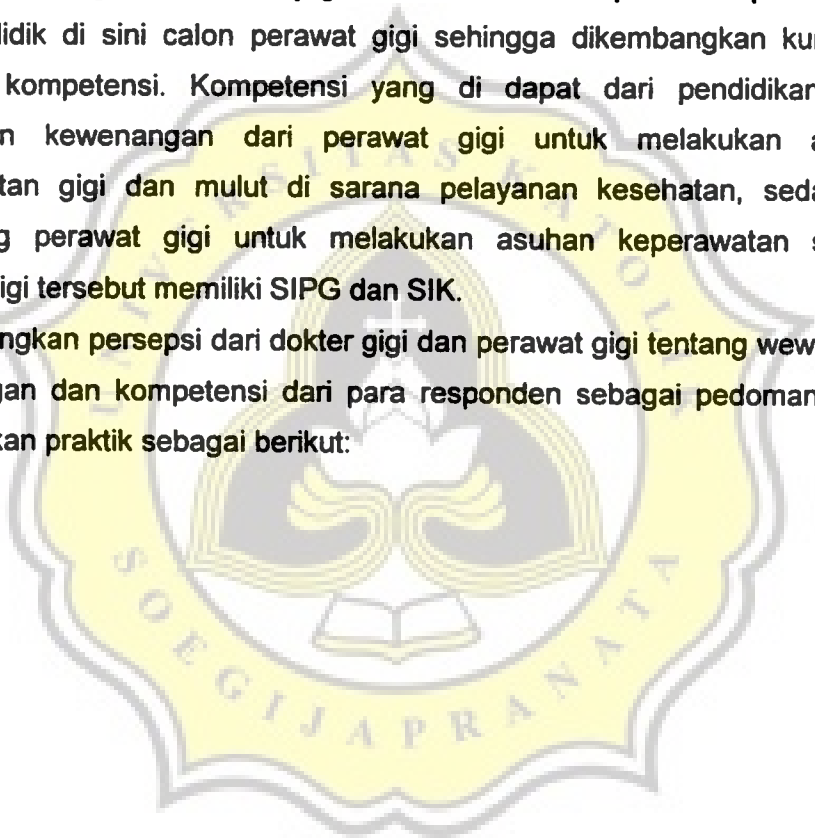 didik di sini calon perawat gigi sehingga dikembangkan
kompetensi. Kompetensi yang di dapat dari pendidikan
kewenangan dari perawat gigi untuk melakukan
tan gigi dan mulut di sarana pelayanan kesehatan, seda
g perawat gigi untuk melakukan asuhan keperawatan s
igi tersebut memiliki SIPG dan SIK.
ngkan persepsi dari dokter gigi dan perawat gigi tentang wew
gan dan kompetensi dari para responden sebagai pedoman
kan praktik sebagai berikut:
UNIVERSITAS KATOLIK
SOEGIJAPRANATA